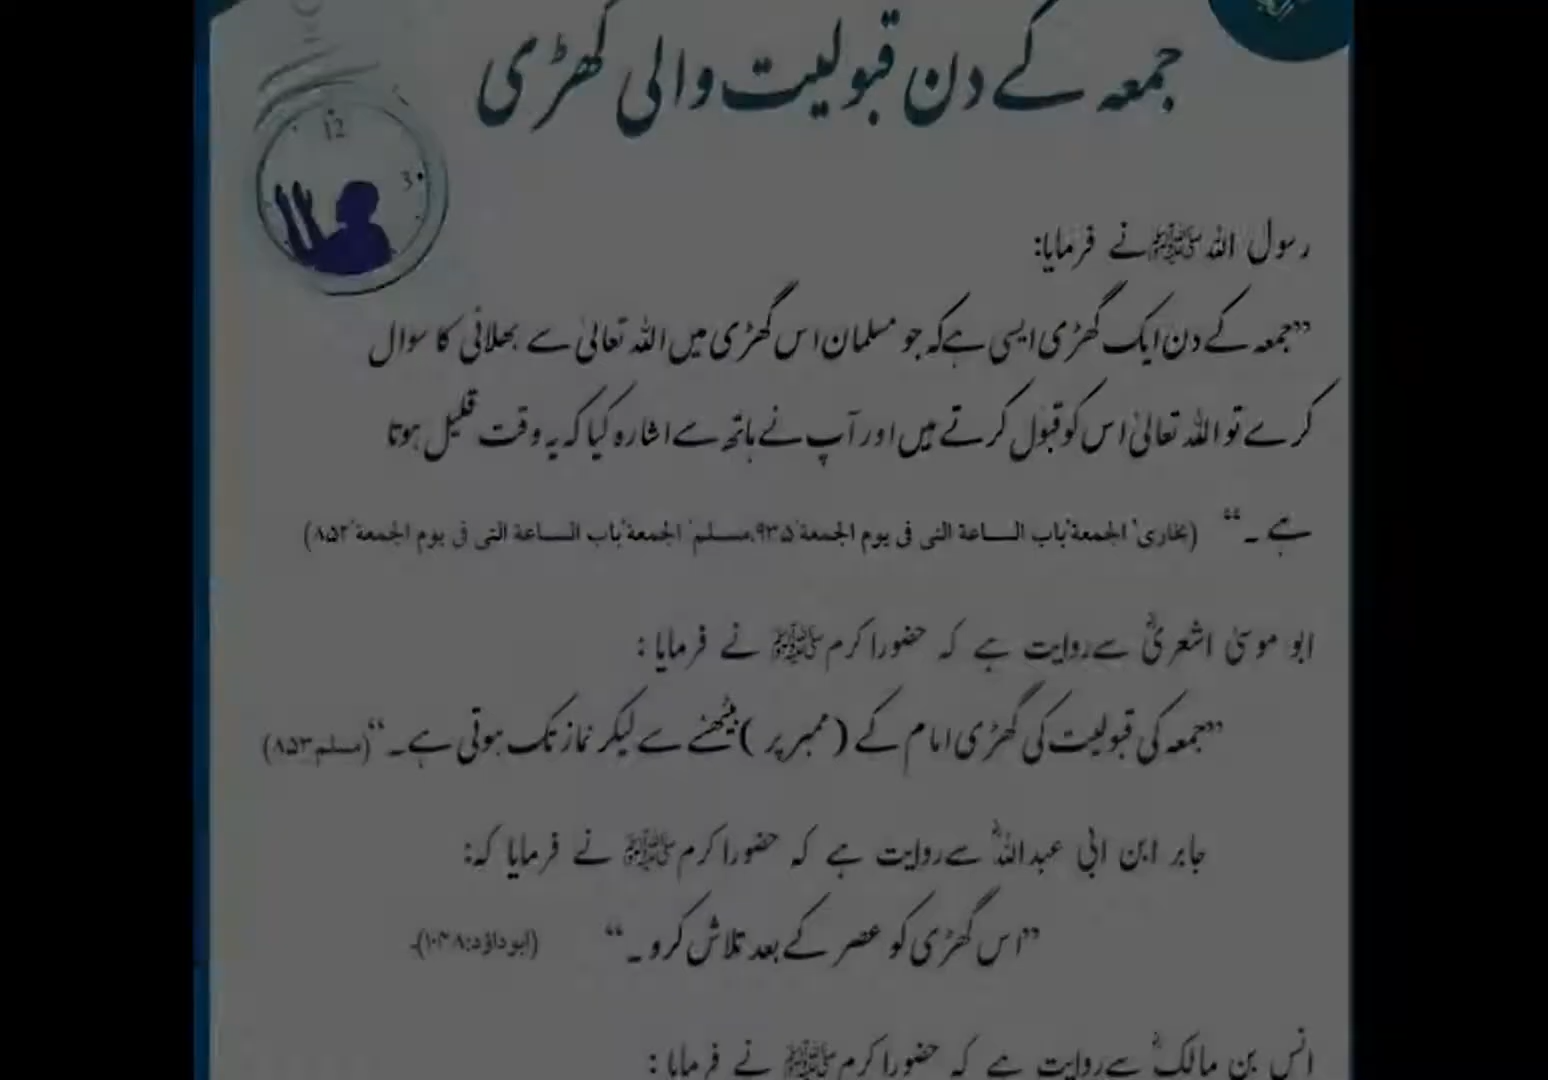 جمعہ کے دن قبولیت والی گھڑی
12
3
رسول اللہ ﷺ نے فرمایا:
”جمعہ کے دن ایک گھڑی ایسی ہے کہ جو مسلمان اس گھڑی میں اللہ تعالیٰ سے بھلائی کا سوال
کرے تو اللہ تعالیٰ اس کو قبول کرتے ہیں اور آپ نے ہاتھ سے اشارہ کیا کہ یہ وقت قلیل ہوتا
ہے۔“ (بخاری' الجمعة' باب الساعة التی فی یوم الجمعة' ۹۳۵، مسلم' الجمعة' باب الساعة التی فی یوم الجمعة' ۸۵۲)
ابو موسیٰ اشعریؓ سے روایت ہے کہ حضور اکرم ﷺ نے فرمایا:
”جمعہ کی قبولیت کی گھڑی امام کے (ممبر پر) بیٹھنے سے لیکر نماز تک ہوتی ہے۔“ (مسلم ۸۵۳)
جابر ابن ابی عبداللہؓ سے روایت ہے کہ حضور اکرم ﷺ نے فرمایا کہ:
”اس گھڑی کو عصر کے بعد تلاش کرو۔“ (ابوداؤد: ۱۰۴۸)۔
انس بن مالکؓ سے روایت ہے کہ حضور اکرم ﷺ نے فرمایا: